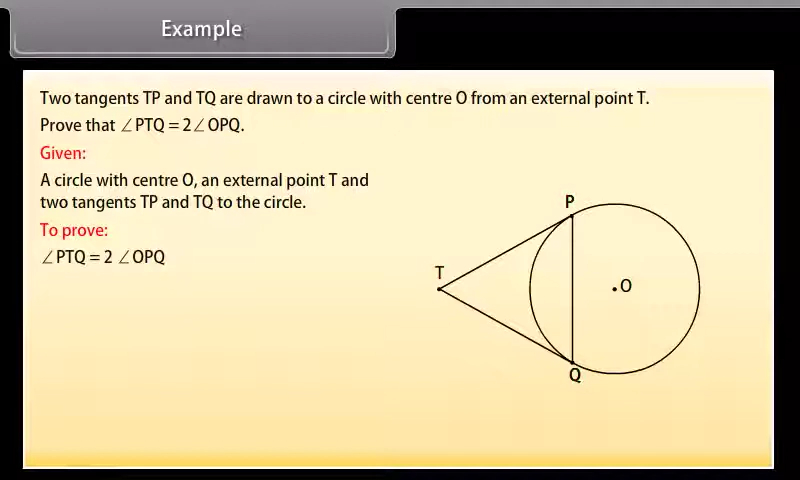 Example
Two tangents TP and TQ are drawn to a circle with centre O from an external point T.
Prove that ∠PTQ = 2∠OPQ.
Given:
A circle with centre O, an external point T and
two tangents TP and TQ to the circle.
To prove:
∠PTQ = 2 ∠OPQ
P
T
O
Q